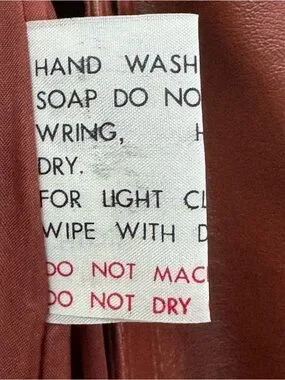 HAND WASH
SOAP DO NO
WRING, H
DRY.
FOR LIGHT CL
WIPE WITH D
DO NOT MAC
DO NOT DRY